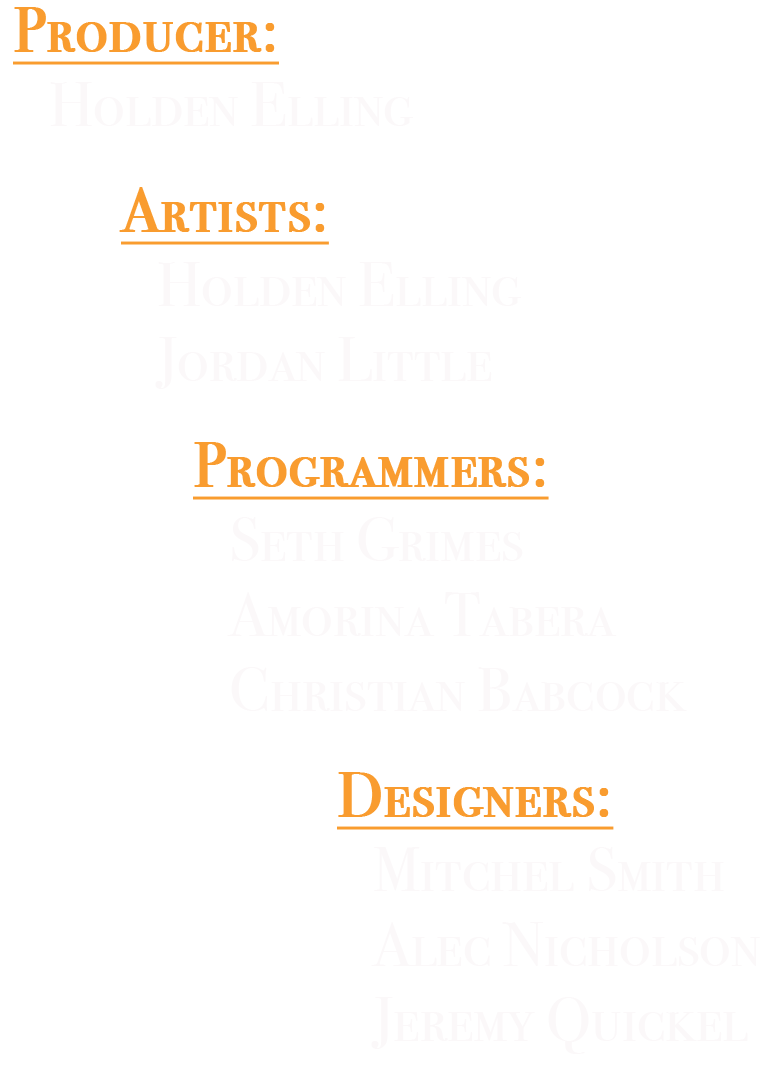 Producer:
Holden Elling
Artists:
Holden Elling
Jordan Little
Programmers:
Seth Grimes
Amorina Tabera
Christian Babcock
Designers:
Mitchel Smith
Alec Nicholson
Jeremy Quickel